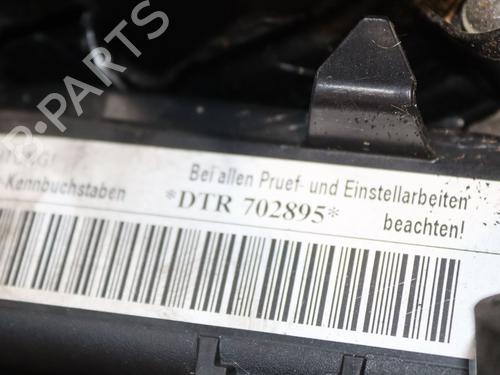 B-PARTS
-Kennbuchstaben
Bei allen Pruef- und Einstellarbeiten
*DTR 702895*
beachten!